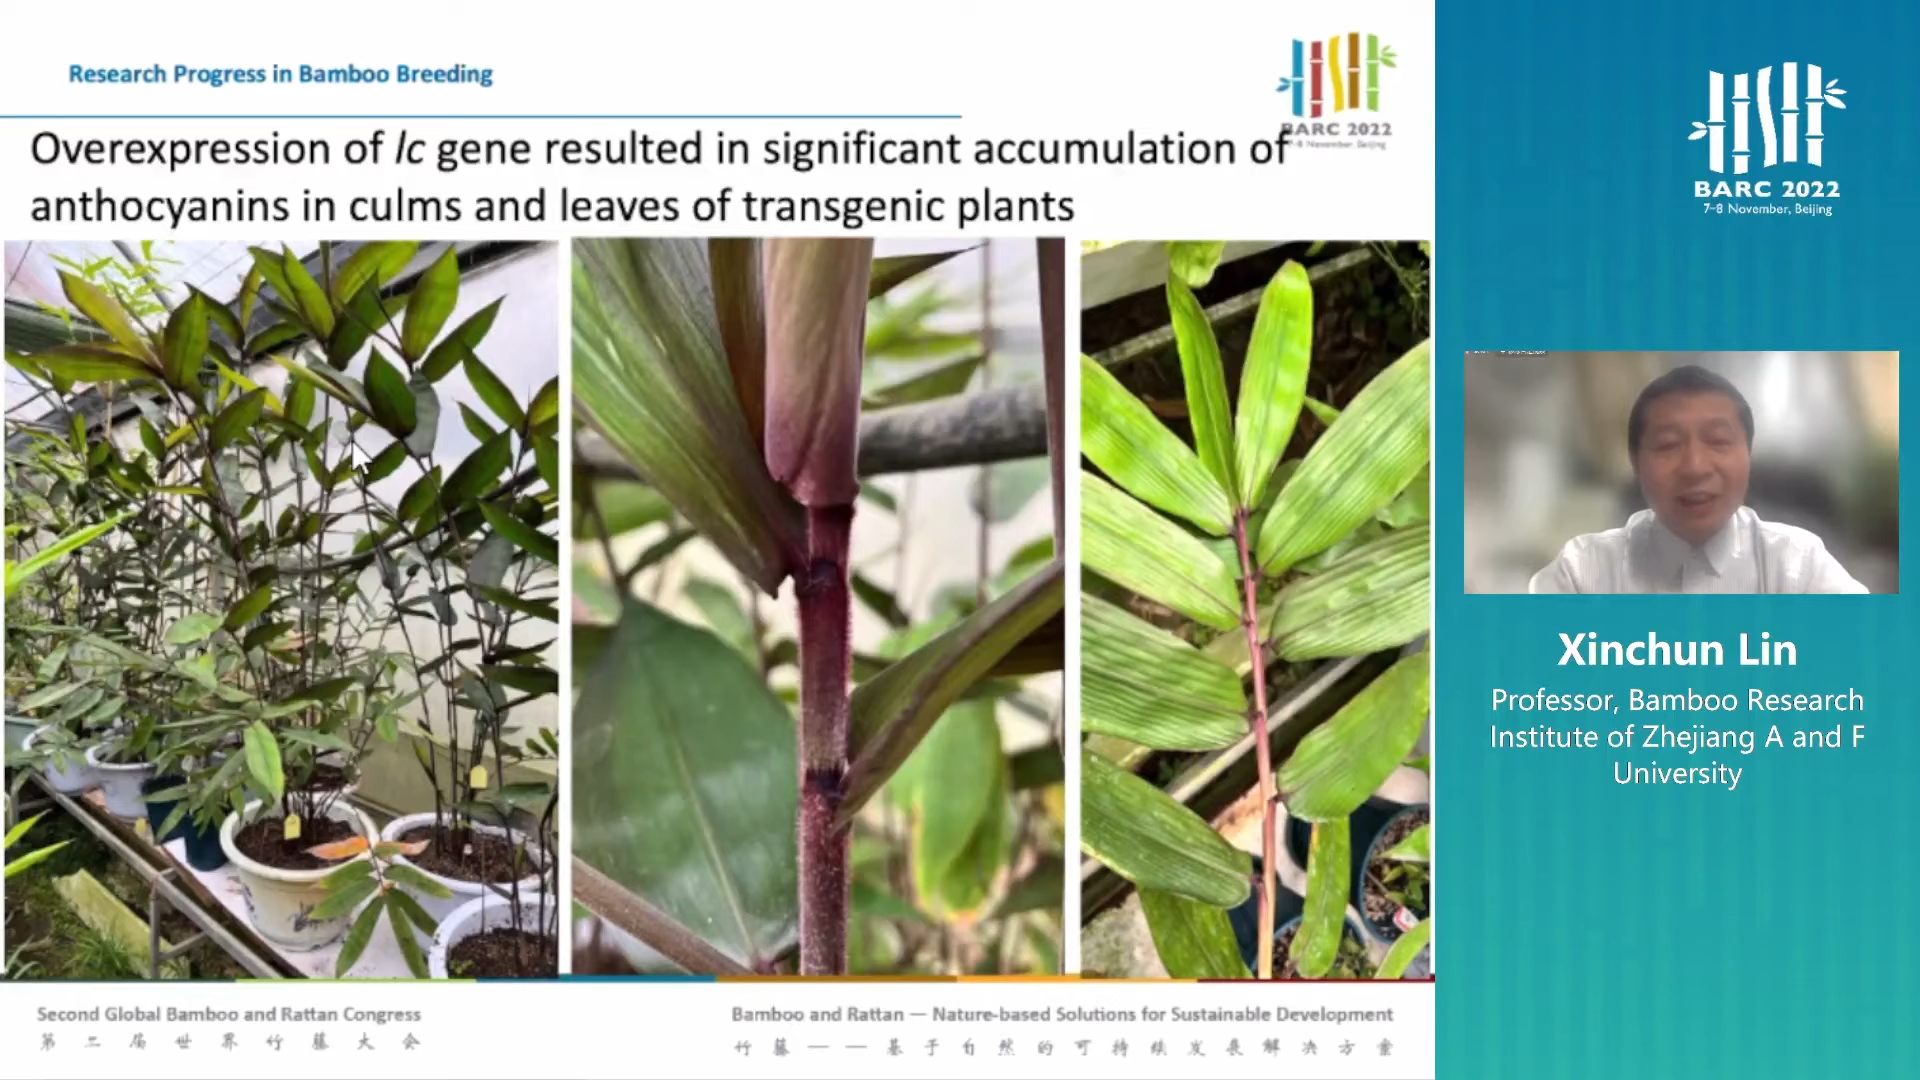 Research Progress in Bamboo Breeding
BARC 2022
7-8 November, Beijing
Overexpression of lc gene resulted in significant accumulation of
anthocyanins in culms and leaves of transgenic plants
Second Global Bamboo and Rattan Congress
第二届世界竹藤大会
Bamboo and Rattan — Nature-based Solutions for Sustainable Development
竹藤——基于自然的可持续发展解决方案
BARC 2022
7-8 November, Beijing
Xinchun Lin
Professor, Bamboo Research
Institute of Zhejiang A and F
University